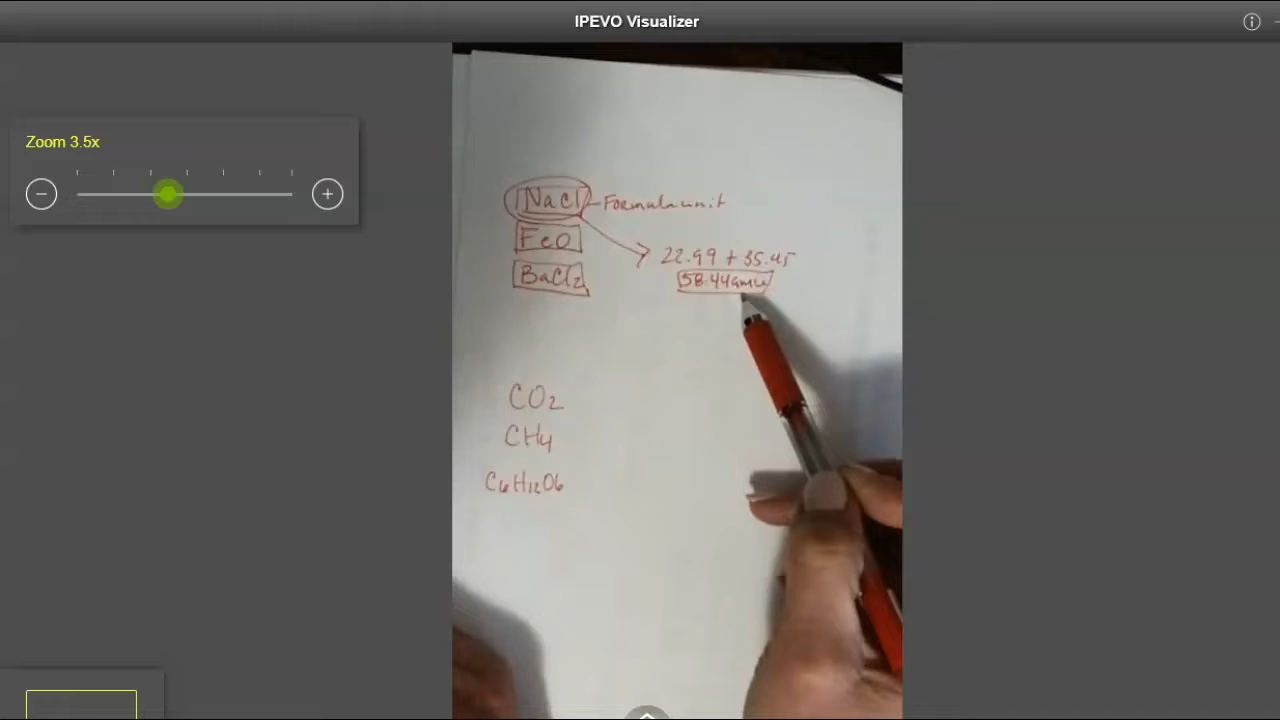 IPEVO Visualizer
Zoom 3.5x
NaCl - Formula unit
FeO
22.99 + 35.45
BaCl2
58.44amu
CO2
CH4
C6H12O6